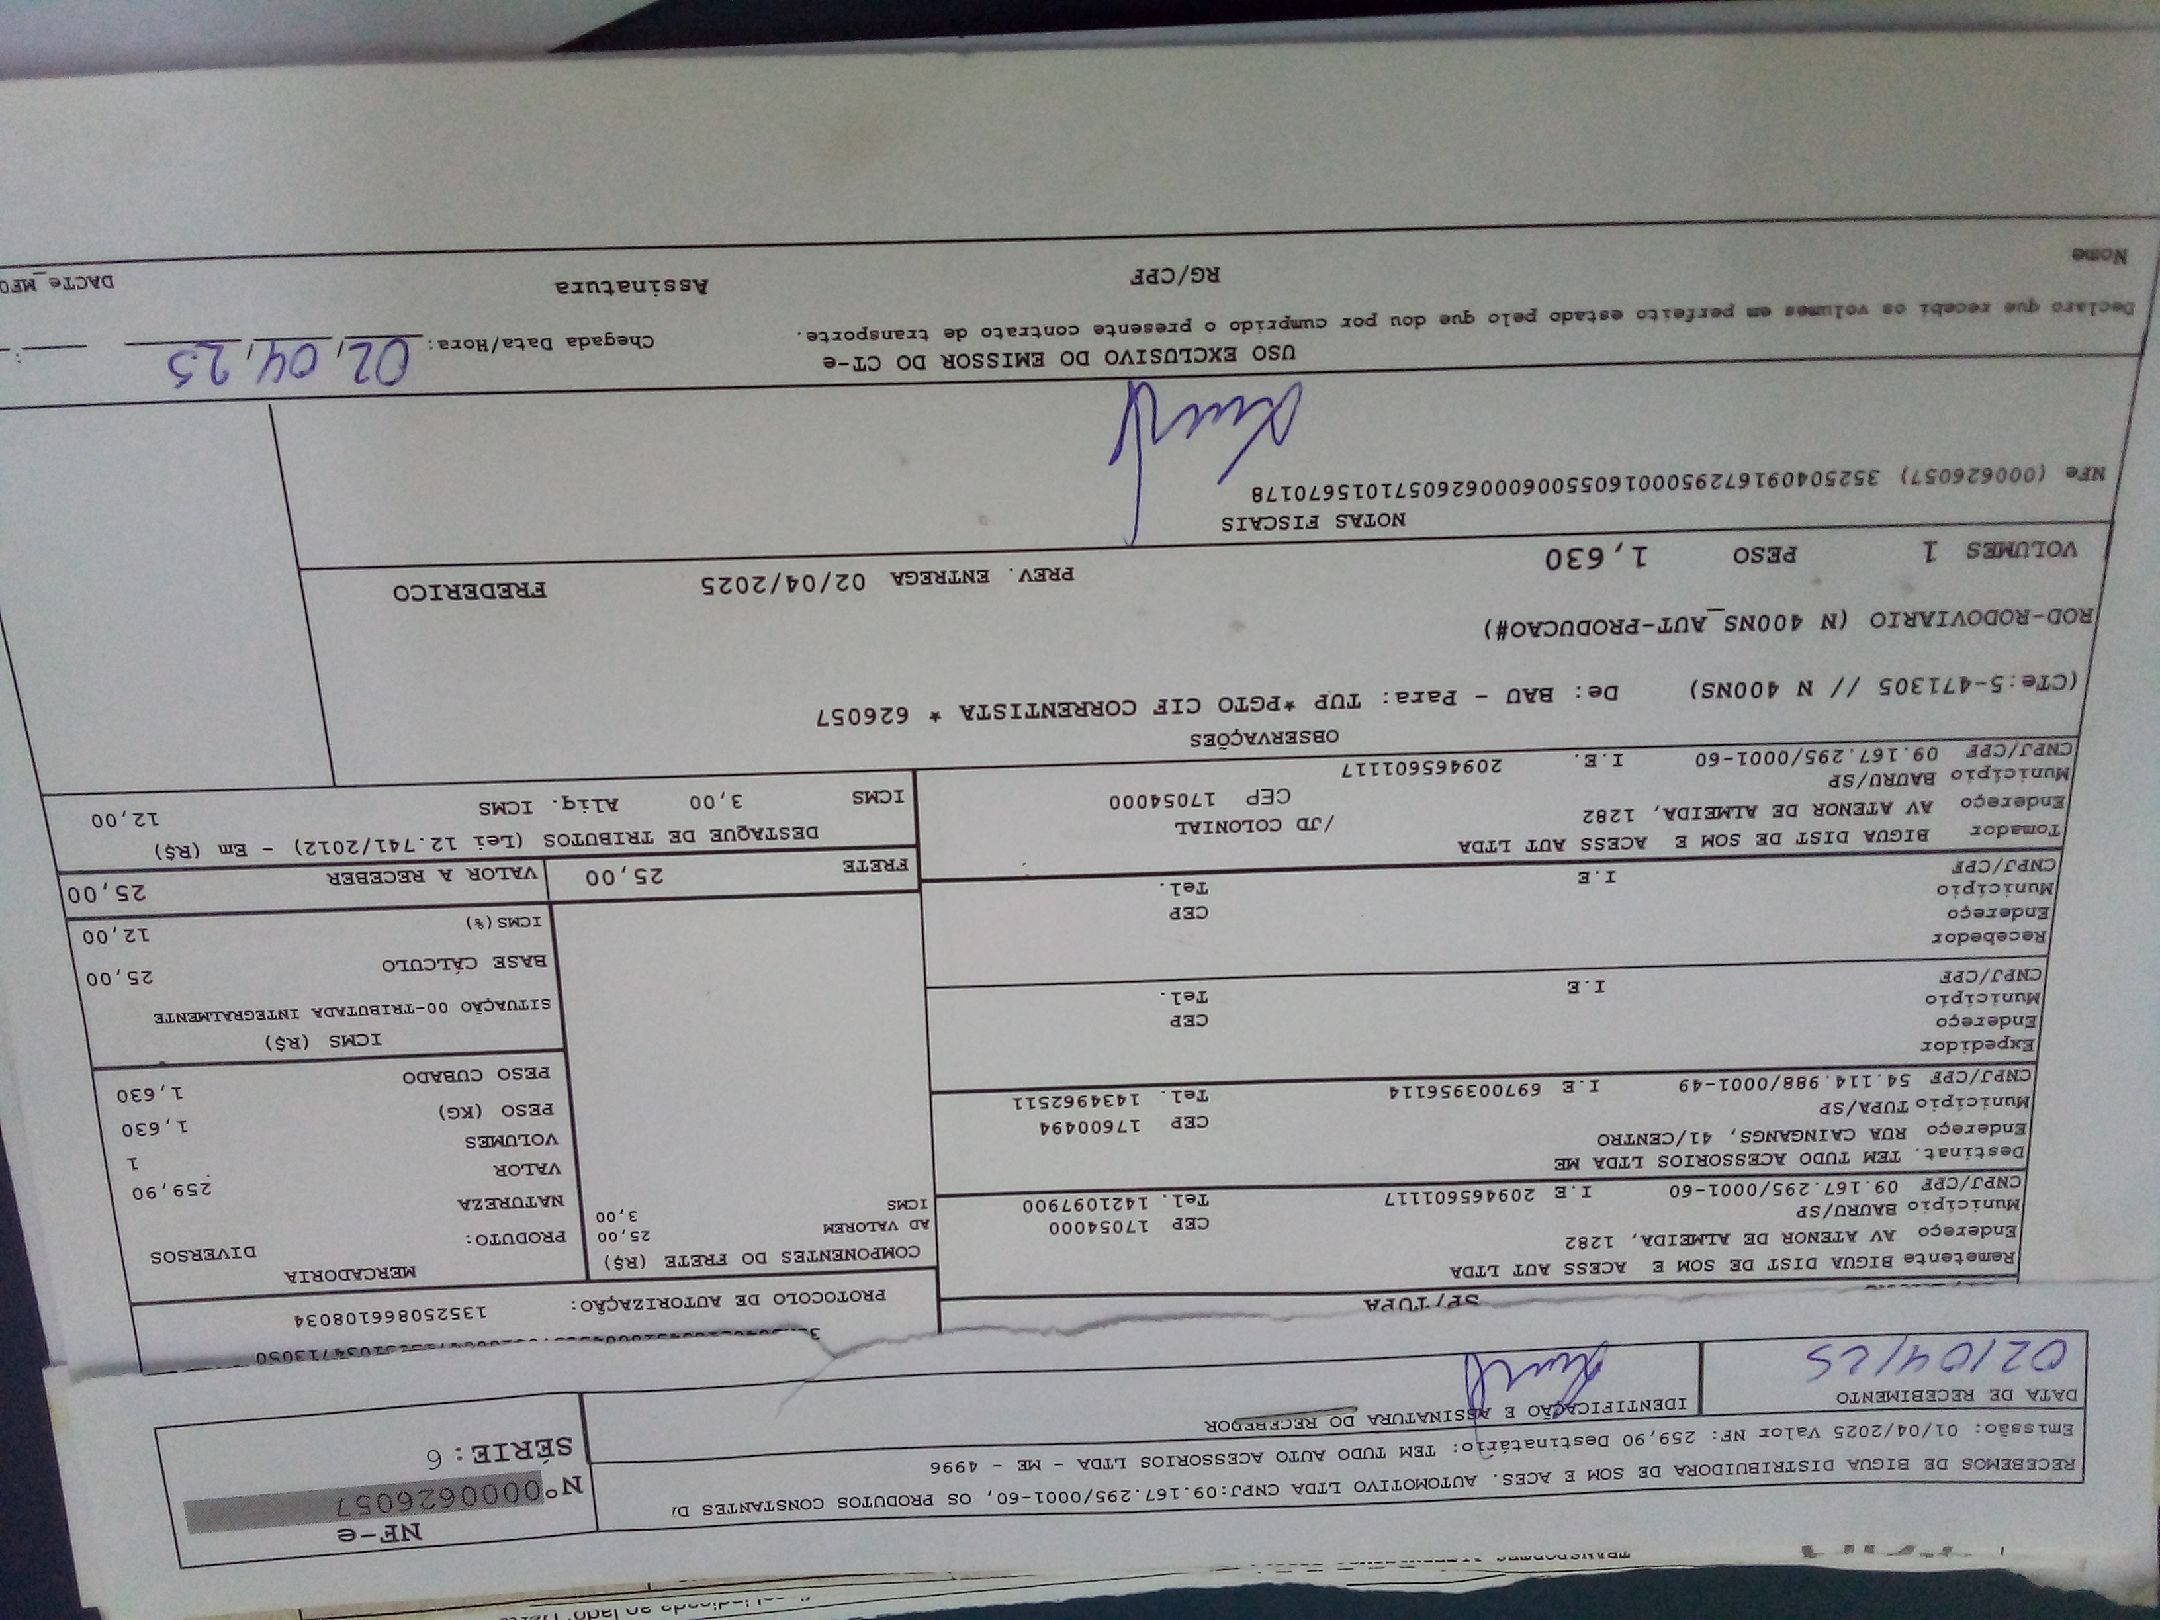 RECEBEMOS DE BIGUA DISTRIBUIDORA DE SOM E ACES. AUTOMOTIVO LTDA CNPJ:09.167.295/0001-60, OS PRODUTOS CONSTANTES D
Emissão: 01/04/2025 Valor NF: 259,90 Destinatário: TEM TUDO AUTO ACESSORIOS LTDA - ME - 4996
DATA DE RECEBIMENTO
02/04/25
IDENTIFICAÇÃO E ASSINATURA DO RECEBEDOR
NF-e
Nº000626057
SÉRIE: 6
SP/TUPA
PROTOCOLO DE AUTORIZAÇÃO: 135250866108034
Remetente BIGUA DIST DE SOM E ACESS AUT LTDA
Endereço AV ATENOR DE ALMEIDA, 1282
Município BAURU/SP CEP 17054000
CNPJ/CPF 09.167.295/0001-60 I.E 209465601117 Tel. 1421097900
Destinat. TEM TUDO ACESSORIOS LTDA ME
Endereço RUA CAINGANGS, 41/CENTRO
Município TUPA/SP CEP 17600494
CNPJ/CPF 54.114.988/0001-49 I.E 697003956114 Tel. 1434962511
Expedidor
Endereço
Município CEP
CNPJ/CPF I.E Tel.
Recebedor
Endereço
Município CEP
CNPJ/CPF I.E Tel.
Tomador BIGUA DIST DE SOM E ACESS AUT LTDA
Endereço AV ATENOR DE ALMEIDA, 1282 /JD COLONIAL
Município BAURU/SP CEP 17054000
CNPJ/CPF 09.167.295/0001-60 I.E. 209465601117
COMPONENTES DO FRETE (R$)
AD VALOREM 25,00
ICMS 3,00
MERCADORIA
PRODUTO: DIVERSOS
NATUREZA
VALOR 259,90
VOLUMES 1
PESO (KG) 1,630
PESO CUBADO 1,630
ICMS (R$)
SITUAÇÃO 00-TRIBUTADA INTEGRALMENTE
BASE CÁLCULO 25,00
ICMS(%) 12,00
FRETE 25,00 VALOR A RECEBER 25,00
DESTAQUE DE TRIBUTOS (Lei 12.741/2012) - Em (R$)
ICMS 3,00 Aliq. ICMS 12,00
OBSERVAÇÕES
(CTe:5-471305 // N 400NS) De: BAU - Para: TUP *PGTO CIF CORRENTISTA * 626057
ROD-RODOVIARIO (N 400NS_AUT-PRODUCAO#)
VOLUMES 1 PESO 1,630 PREV. ENTREGA 02/04/2025 FREDERICO
NOTAS FISCAIS
NFe (000626057) 35250409167295000160550060006260571015670178
USO EXCLUSIVO DO EMISSOR DO CT-e
Declaro que recebi os volumes em perfeito estado pelo que dou por cumprido o presente contrato de transporte.
Chegada Data/Hora: 02/04/25
Nome RG/CPF Assinatura